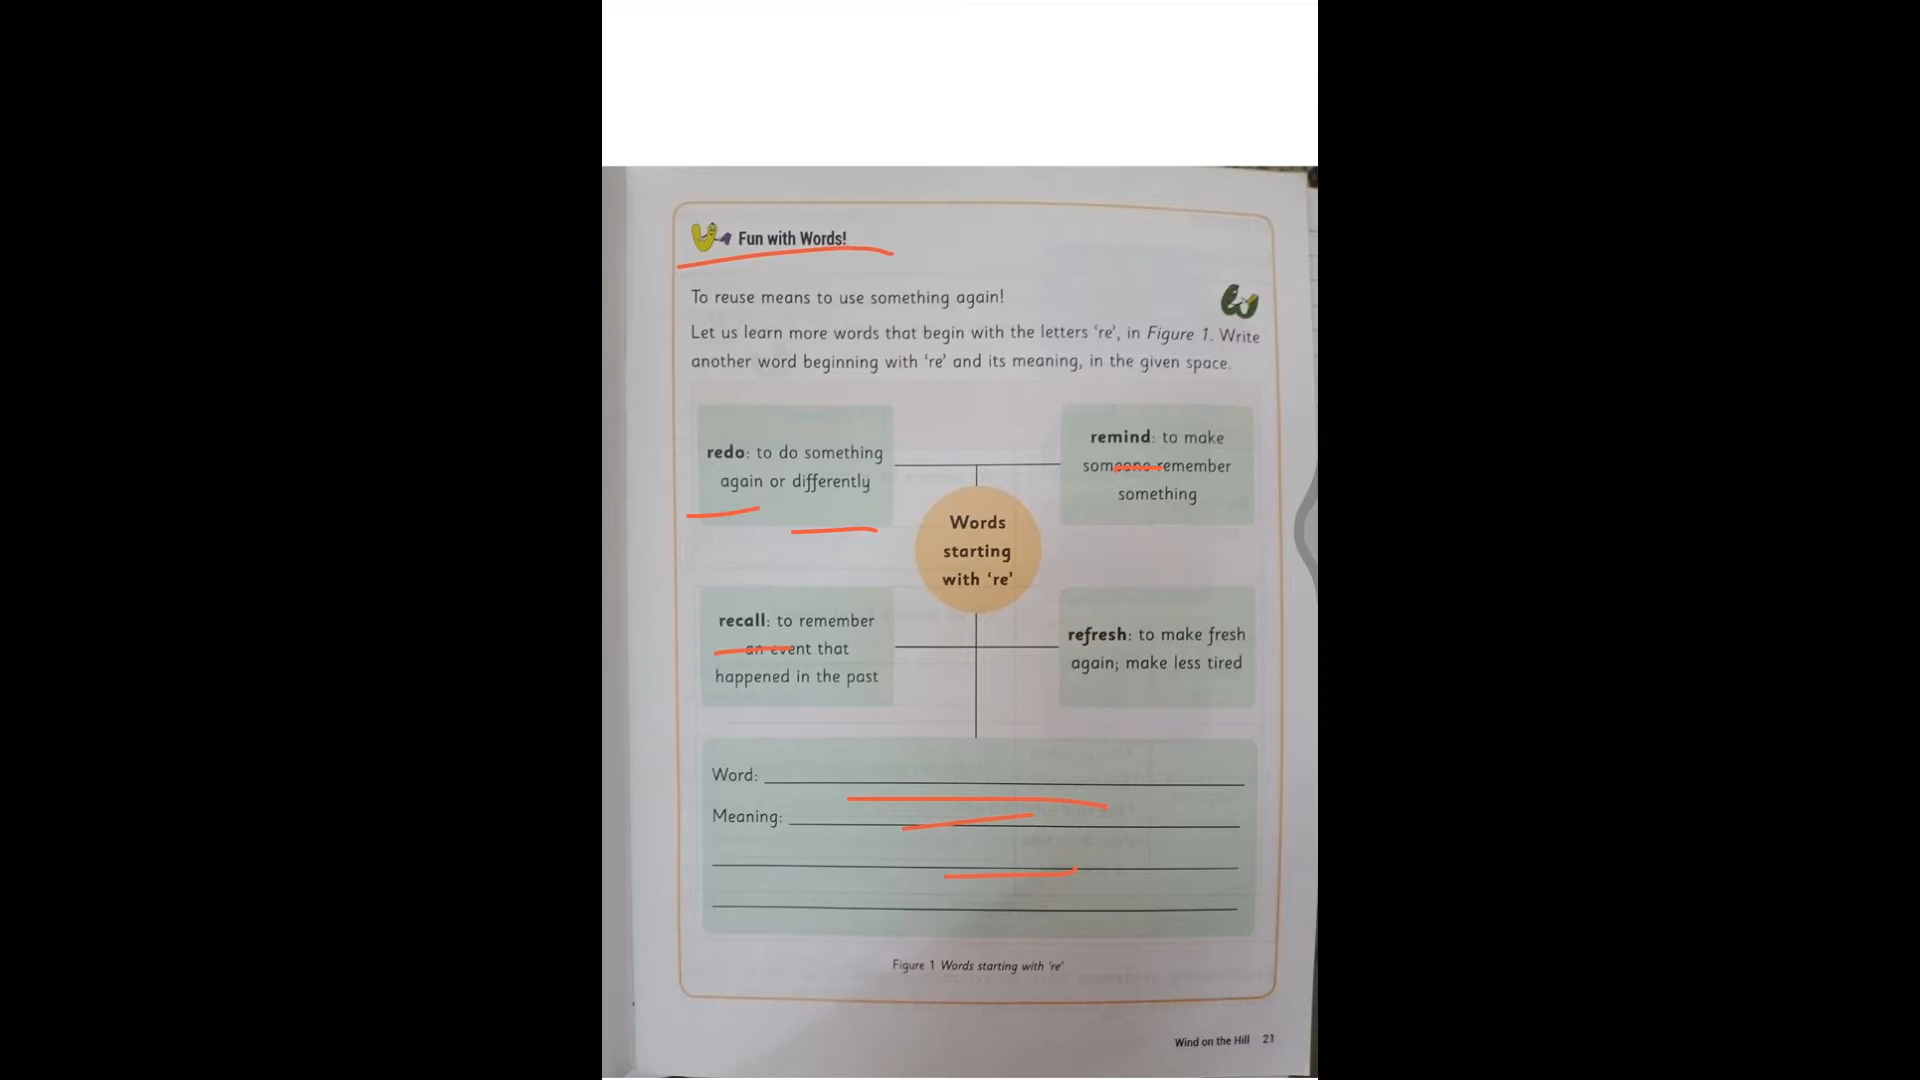 Fun with Words!
To reuse means to use something again!
Let us learn more words that begin with the letters ‘re’, in Figure 1. Write
another word beginning with ‘re’ and its meaning, in the given space.
redo: to do something
again or differently
remind: to make
someone remember
something
Words
starting
with ‘re’
recall: to remember
an event that
happened in the past
refresh: to make fresh
again; make less tired
Word:
Meaning:
Figure 1 Words starting with ‘re’
Wind on the Hill 21